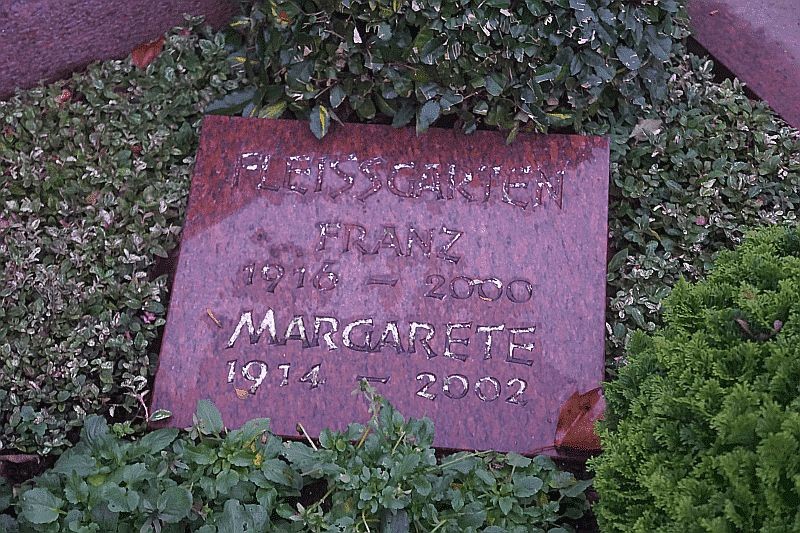 FLEISSGARTEN
FRANZ
1916 – 2000
MARGARETE
1914 – 2002